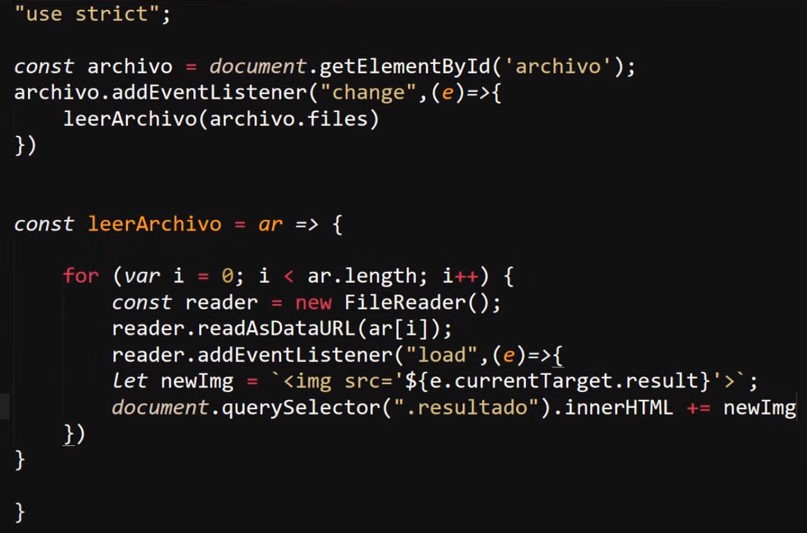 "use strict";
const archivo = document.getElementById('archivo');
archivo.addEventListener("change",(e)=>{
    leerArchivo(archivo.files)
})
const leerArchivo = ar => {
    for (var i = 0; i < ar.length; i++) {
        const reader = new FileReader();
        reader.readAsDataURL(ar[i]);
        reader.addEventListener("load",(e)=>{
        let newImg = `<img src='${e.currentTarget.result}'>`;
        document.querySelector(".resultado").innerHTML += newImg
    })
}
}